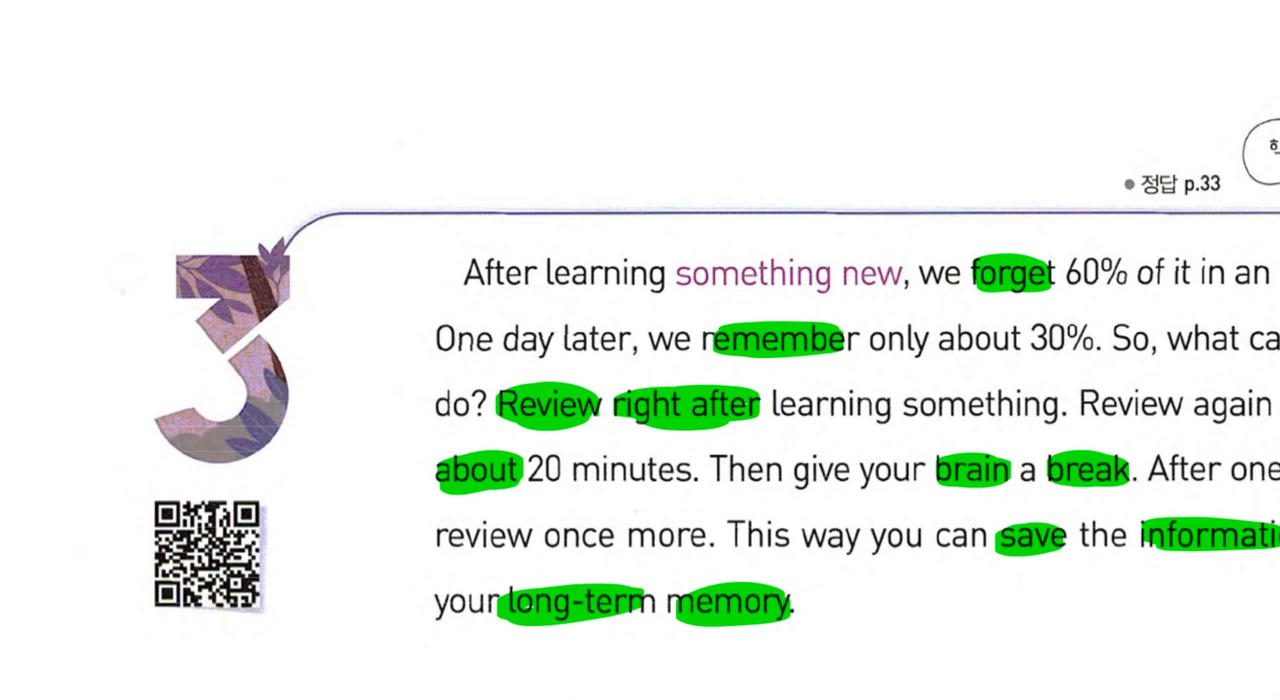 정답 p.33
3
After learning something new, we forget 60% of it in an
One day later, we remember only about 30%. So, what ca
do? Review right after learning something. Review again
about 20 minutes. Then give your brain a break. After one
review once more. This way you can save the informati
your long-term memory.